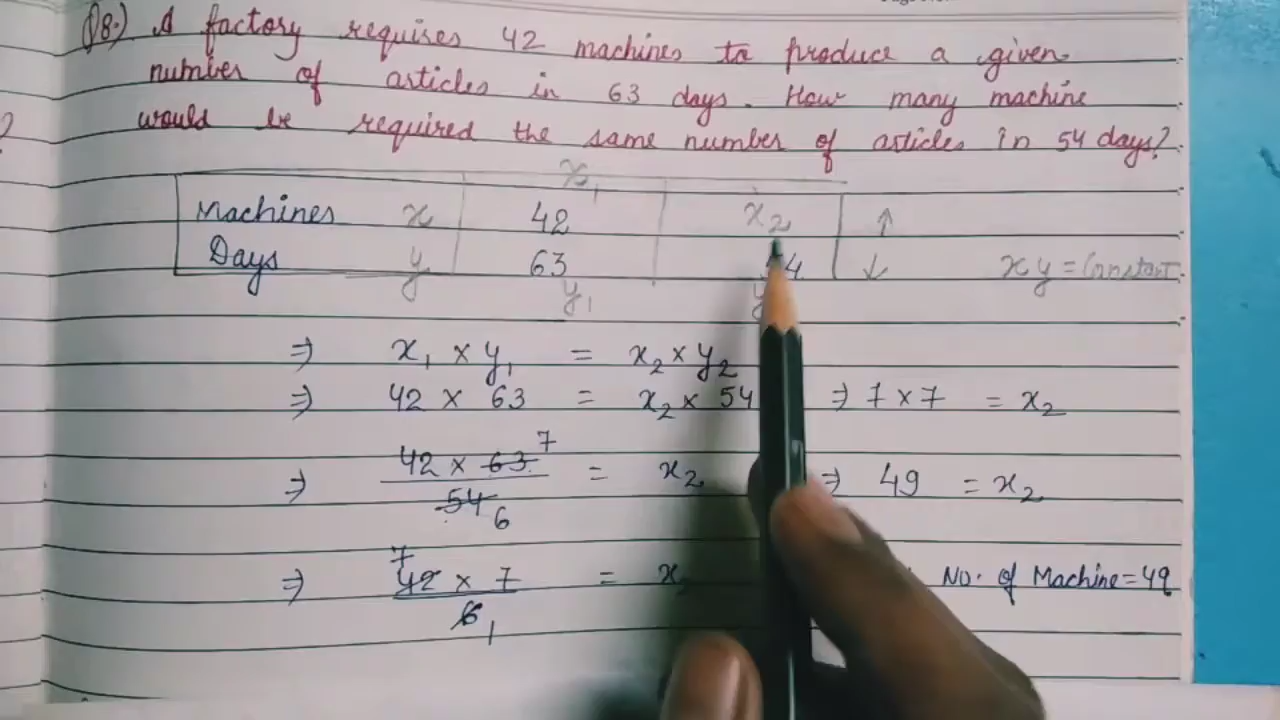 Q8.) A factory requires 42 machines to produce a given
number of articles in 63 days. How many machine
would be required the same number of articles in 54 days?
x₁
Machines x 42 x₂ ↑
Days y 63 4 ↓ xy = Constant
y₁ y
⇒ x₁ × y₁ = x₂ × y₂
⇒ 42 × 63 = x₂ × 54 ⇒ 7 × 7 = x₂
⇒ 42 × 63 7 / 54 6 = x₂ ⇒ 49 = x₂
⇒ 7 42 × 7 / 6 1 = x No. of Machine = 49